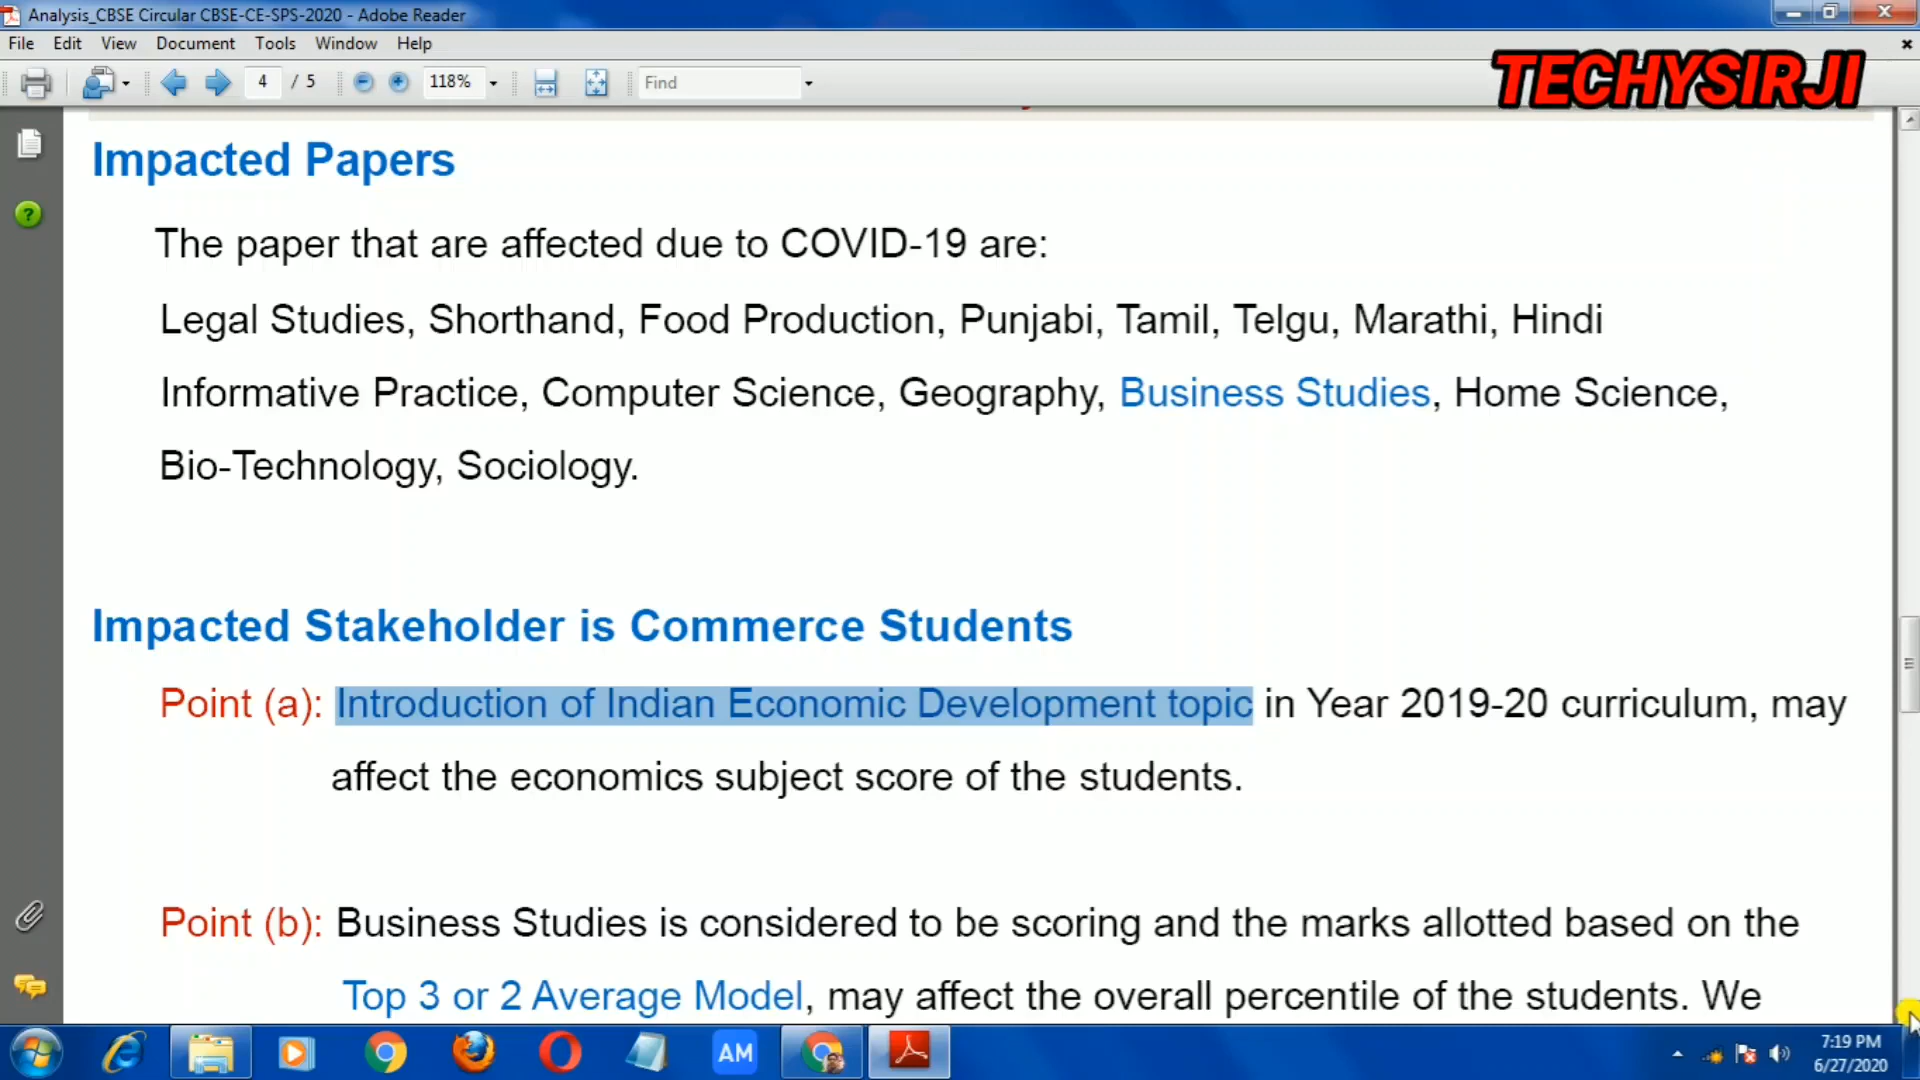 Analysis_CBSE Circular CBSE-CE-SPS-2020 - Adobe Reader
File Edit View Document Tools Window Help
4 / 5 118% Find
TECHYSIRJI
Impacted Papers
The paper that are affected due to COVID-19 are:
Legal Studies, Shorthand, Food Production, Punjabi, Tamil, Telgu, Marathi, Hindi
Informative Practice, Computer Science, Geography, Business Studies, Home Science,
Bio-Technology, Sociology.
Impacted Stakeholder is Commerce Students
Point (a): Introduction of Indian Economic Development topic in Year 2019-20 curriculum, may
affect the economics subject score of the students.
Point (b): Business Studies is considered to be scoring and the marks allotted based on the
Top 3 or 2 Average Model, may affect the overall percentile of the students. We
AM
7:19 PM
6/27/2020